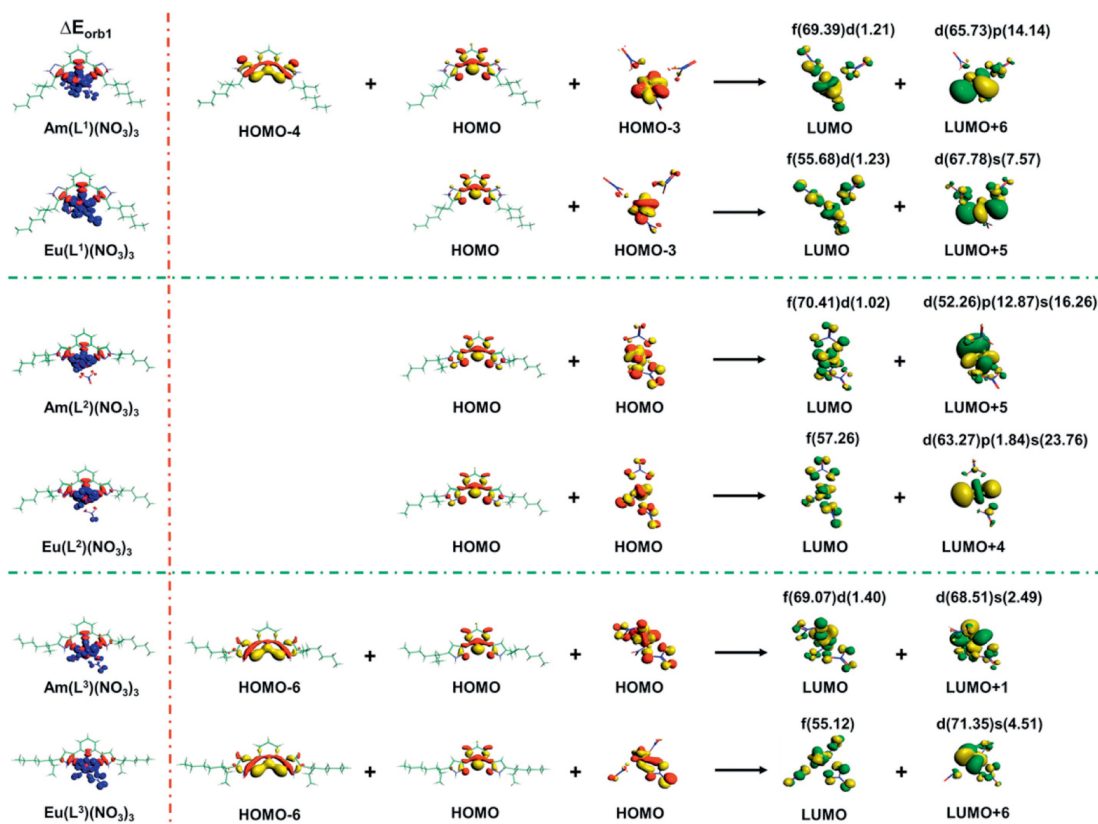 ΔEorb1
f(69.39)d(1.21) d(65.73)p(14.14)
+ + → +
Am(L¹)(NO₃)₃ HOMO-4 HOMO HOMO-3 LUMO LUMO+6
f(55.68)d(1.23) d(67.78)s(7.57)
+ → +
Eu(L¹)(NO₃)₃ HOMO HOMO-3 LUMO LUMO+5
f(70.41)d(1.02) d(52.26)p(12.87)s(16.26)
+ → +
Am(L²)(NO₃)₃ HOMO HOMO LUMO LUMO+5
f(57.26) d(63.27)p(1.84)s(23.76)
+ → +
Eu(L²)(NO₃)₃ HOMO HOMO LUMO LUMO+4
f(69.07)d(1.40) d(68.51)s(2.49)
+ + → +
Am(L³)(NO₃)₃ HOMO-6 HOMO HOMO LUMO LUMO+1
f(55.12) d(71.35)s(4.51)
+ + → +
Eu(L³)(NO₃)₃ HOMO-6 HOMO HOMO LUMO LUMO+6